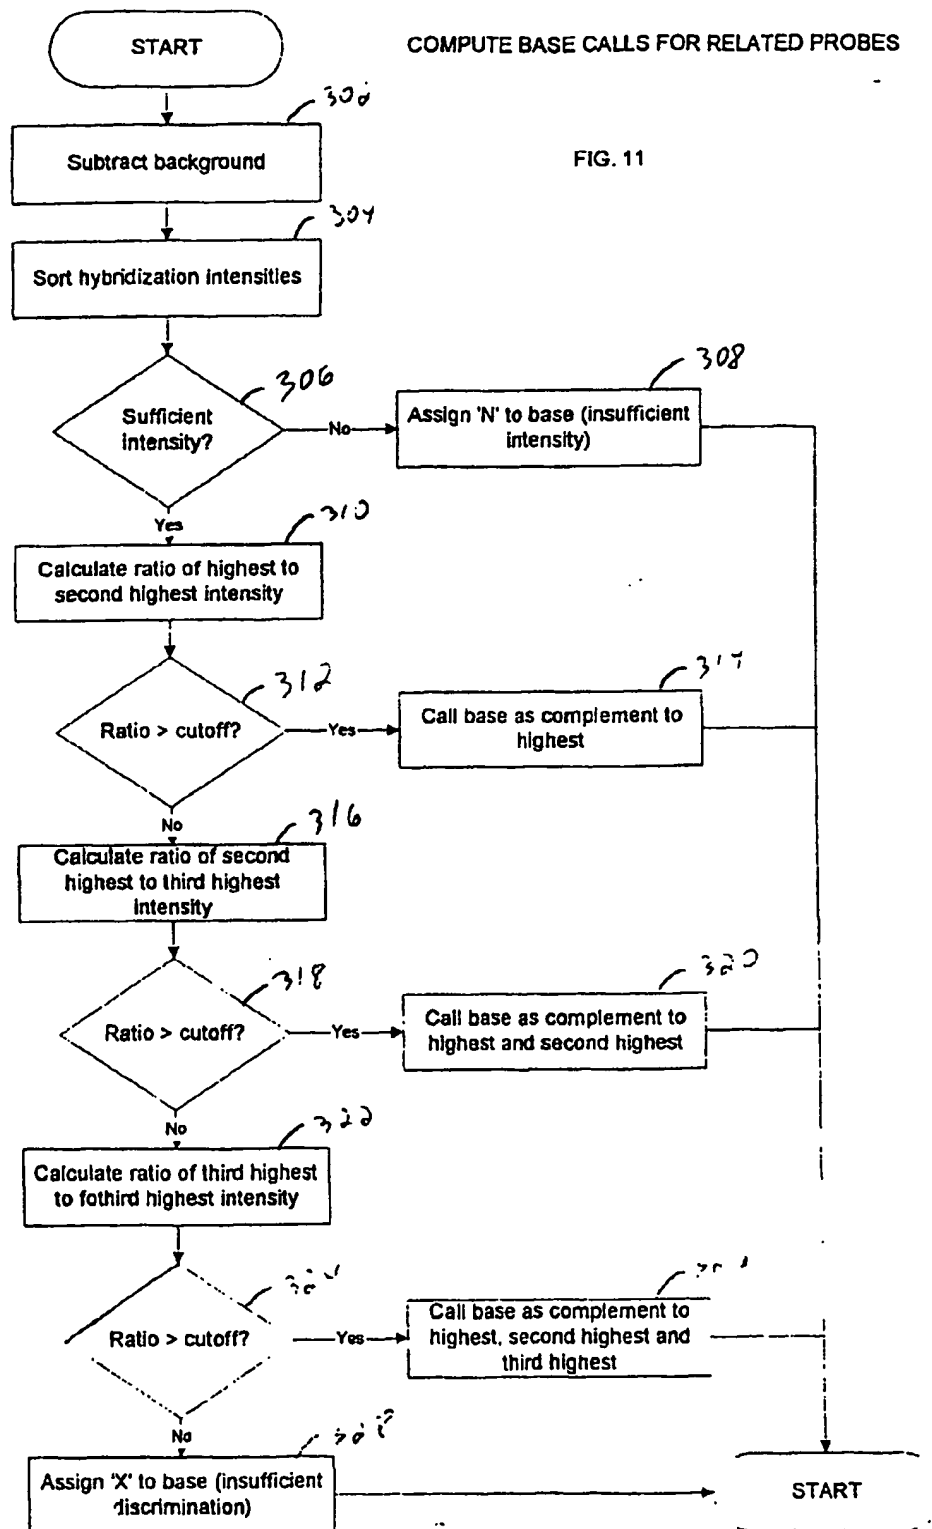 START
COMPUTE BASE CALLS FOR RELATED PROBES
FIG. 11
Subtract background
304
Sort hybridization intensities
306
Sufficient
intensity?
No
308
Assign 'N' to base (insufficient
intensity)
Yes
310
Calculate ratio of highest to
second highest intensity
312
Ratio > cutoff?
Yes
Call base as complement to
highest
No
316
Calculate ratio of second
highest to third highest
intensity
318
Ratio > cutoff?
Yes
320
Call base as complement to
highest and second highest
No
322
Calculate ratio of third highest
to fothird highest intensity
Ratio > cutoff?
Yes
Call base as complement to
highest, second highest and
third highest
No
Assign 'X' to base (insufficient
discrimination)
START